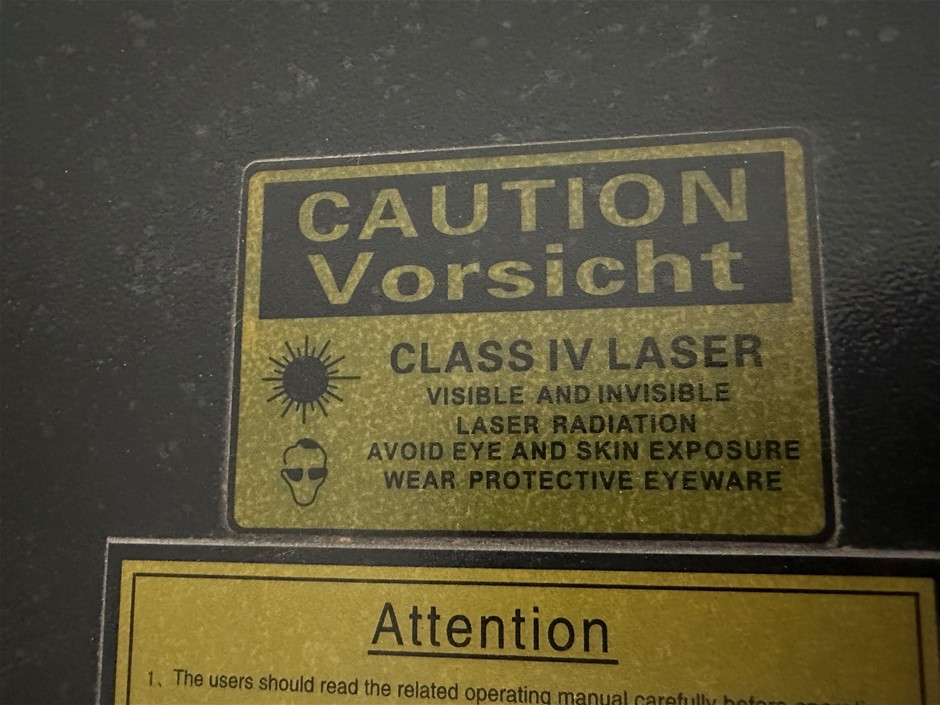 CAUTION
Vorsicht
CLASS IV LASER
VISIBLE AND INVISIBLE
LASER RADIATION
AVOID EYE AND SKIN EXPOSURE
WEAR PROTECTIVE EYEWARE
Attention
1、The users should read the related operating manual carefully before